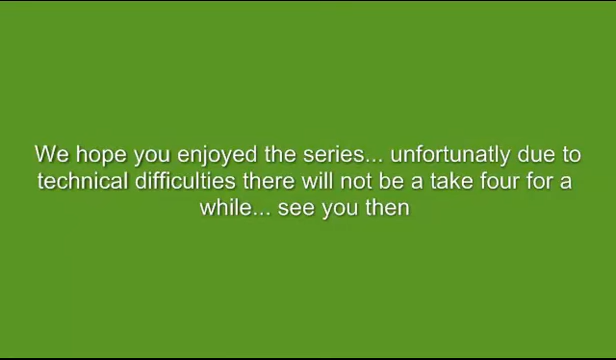 We hope you enjoyed the series... unfortunatly due to
technical difficulties there will not be a take four for a
while... see you then